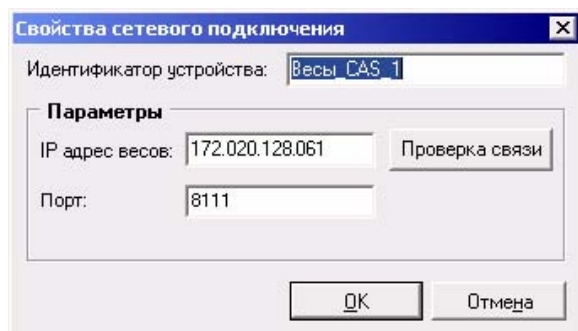 Свойства сетевого подключения
Идентификатор устройства: Весы_CAS_1
Параметры
IP адрес весов: 172.020.128.061 Проверка связи
Порт: 8111
OK Отмена